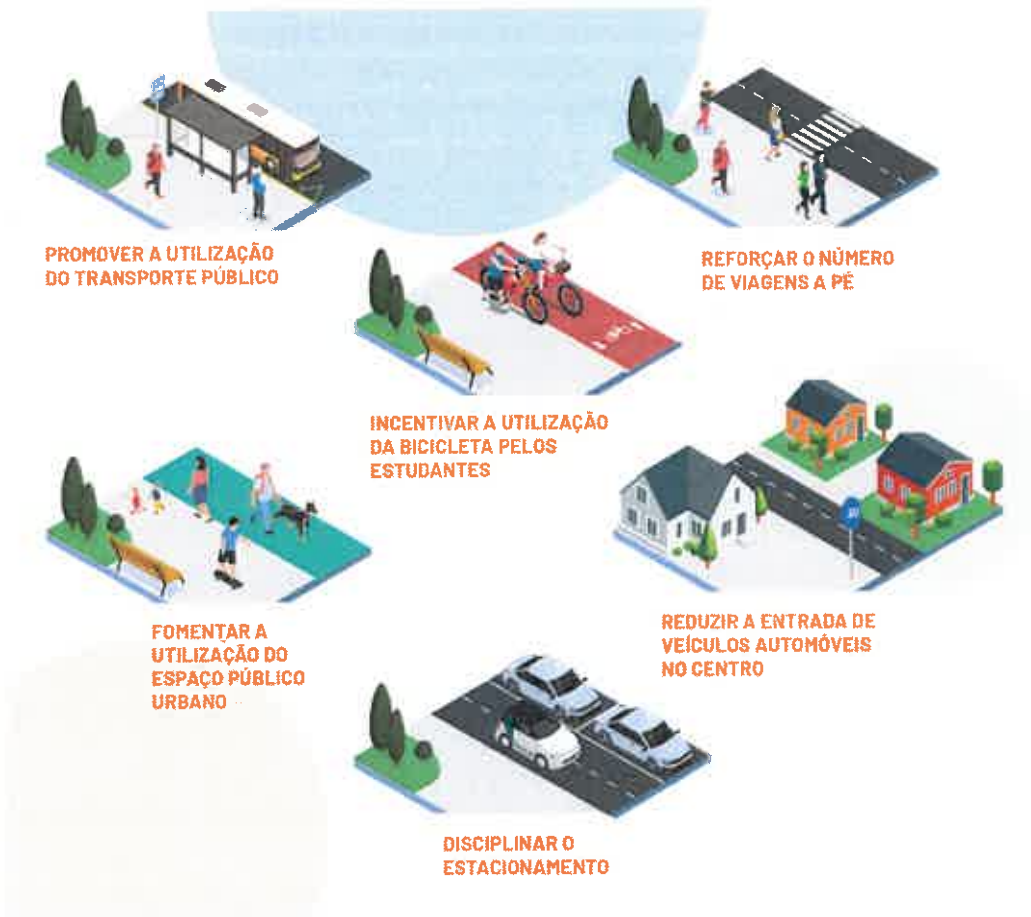 PROMOVER A UTILIZAÇÃO
DO TRANSPORTE PÚBLICO
REFORÇAR O NÚMERO
DE VIAGENS A PÉ
INCENTIVAR A UTILIZAÇÃO
DA BICICLETA PELOS
ESTUDANTES
FOMENTAR A
UTILIZAÇÃO DO
ESPAÇO PÚBLICO
URBANO
REDUZIR A ENTRADA DE
VEÍCULOS AUTOMÓVEIS
NO CENTRO
DISCIPLINAR O
ESTACIONAMENTO